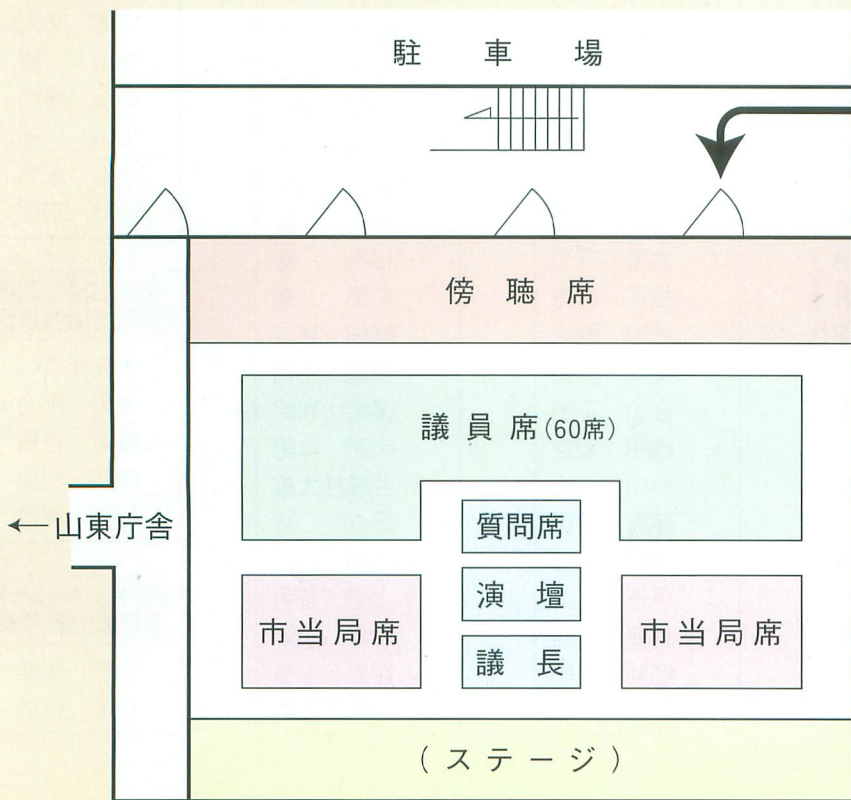 駐車場
傍聴席
議員席(60席)
質問席
←山東庁舎
演壇
市当局席
市当局席
議長
(ステージ)